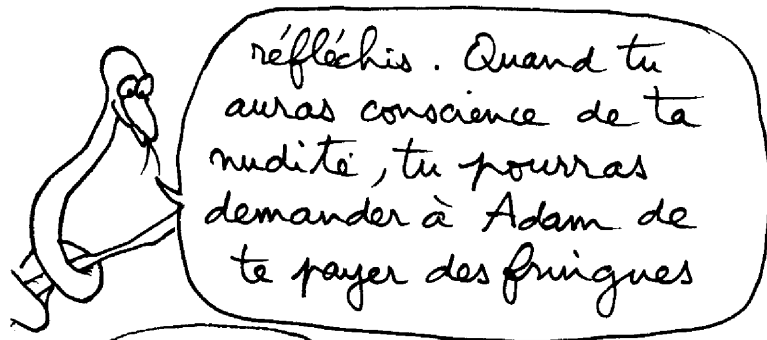 réfléchis. Quand tu
auras conscience de ta
nudité, tu pourras
demander à Adam de
te payer des fringues